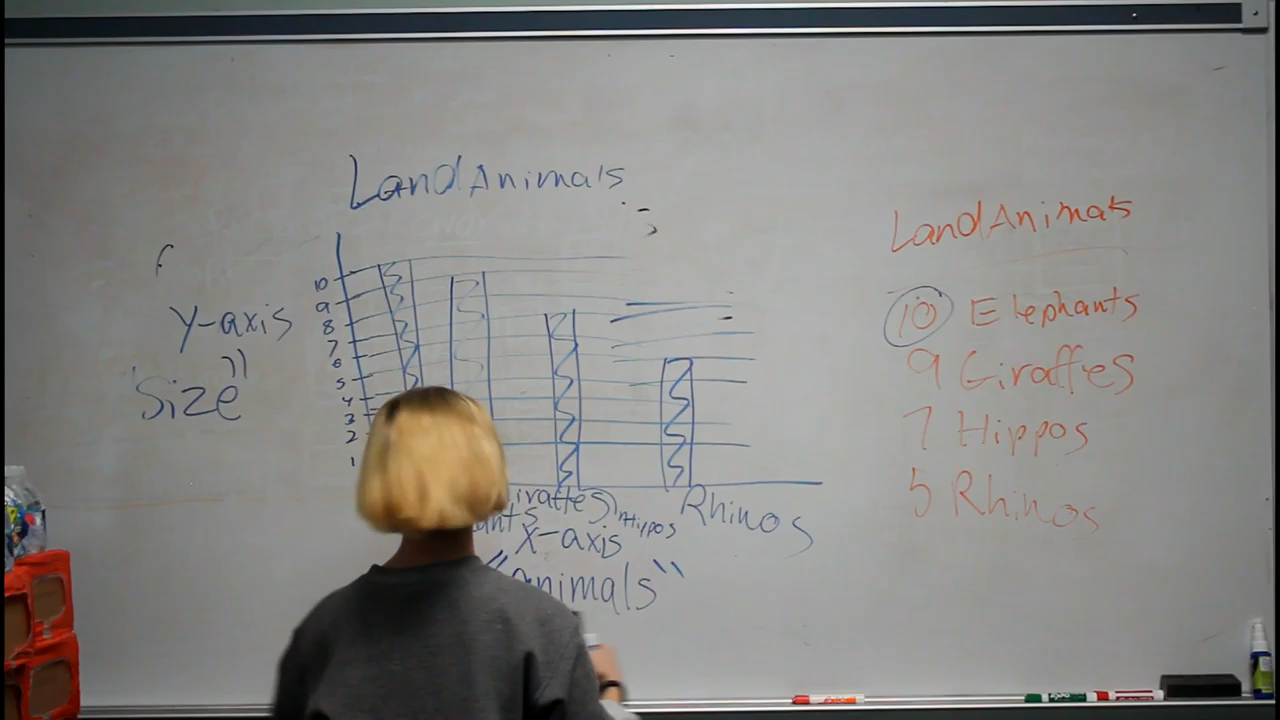 Land Animals
10
9
8
7
6
5
4
3
2
1
y-axis
Size"
Rhinos
Hippos
x-axis
"Animals"
Land Animals
10 Elephants
9 Giraffes
7 Hippos
5 Rhinos